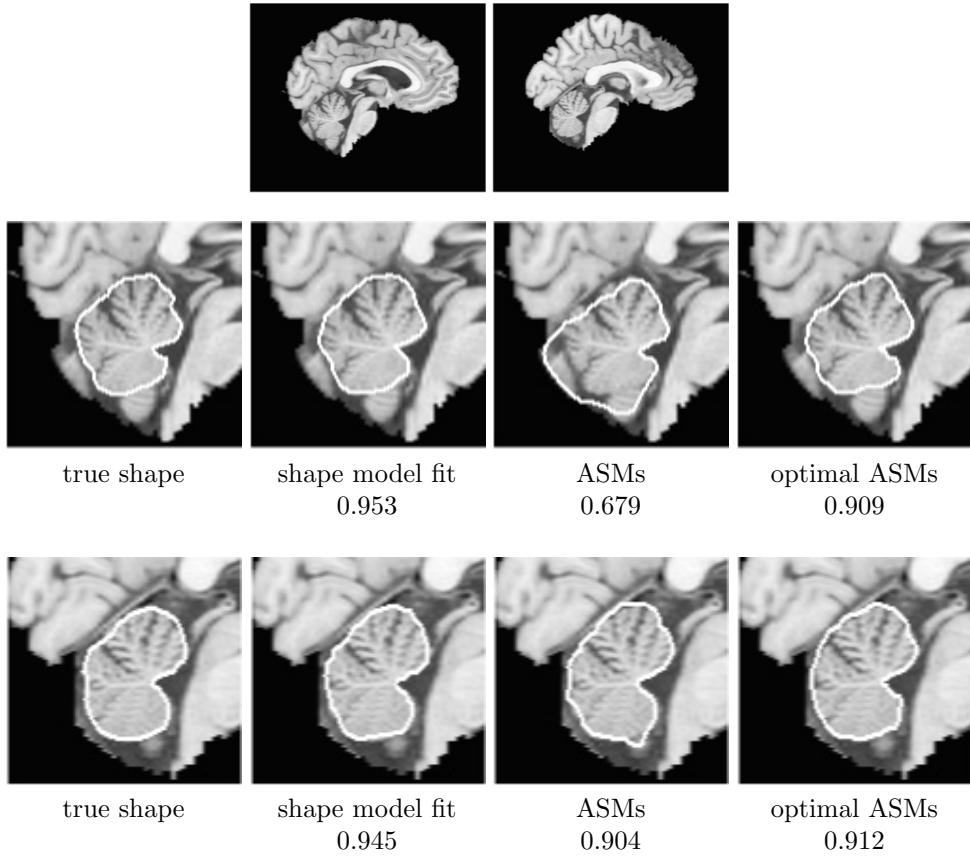 true shape
shape model fit
0.953
ASMs
0.679
optimal ASMs
0.909
true shape
shape model fit
0.945
ASMs
0.904
optimal ASMs
0.912